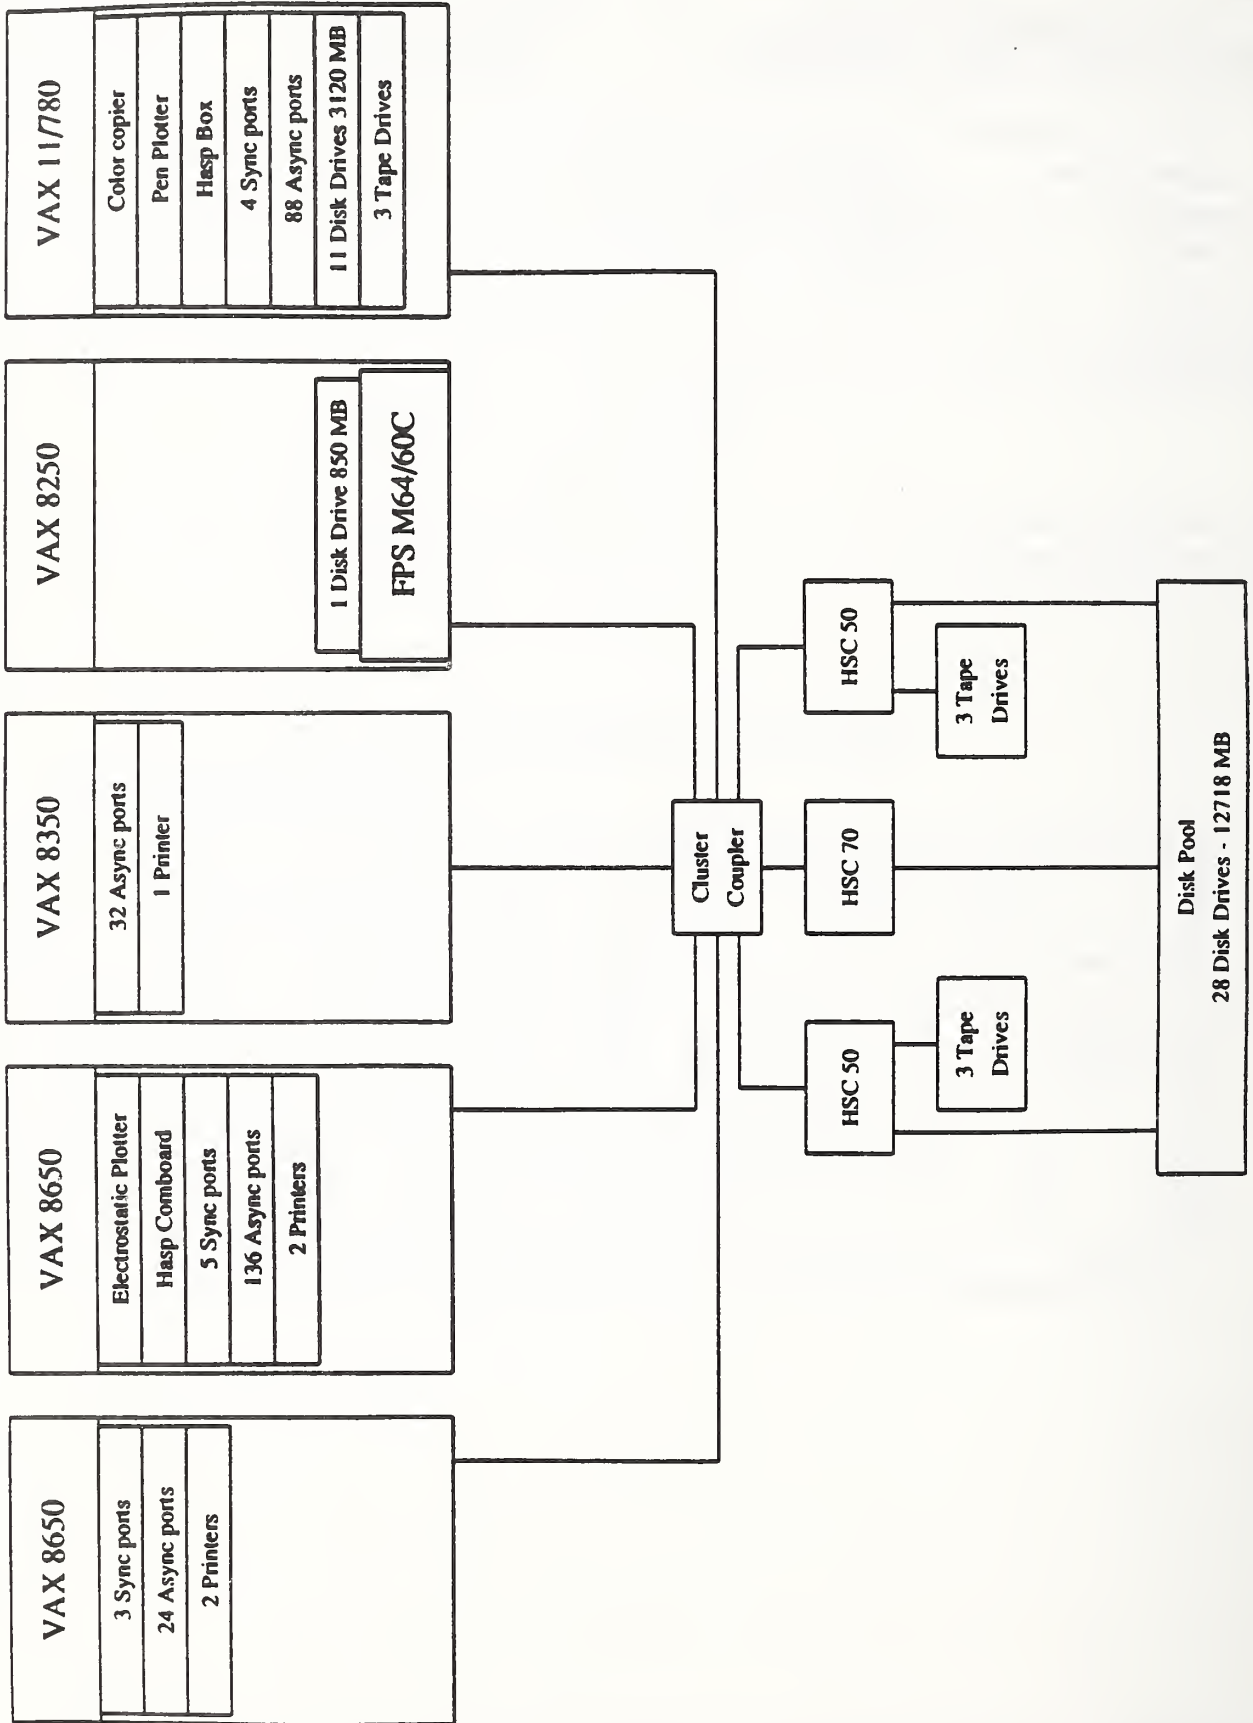 VAX 8650
3 Sync ports
24 Async ports
2 Printers
VAX 8650
Electrostatic Plotter
Hasp Comboard
5 Sync ports
136 Async ports
2 Printers
VAX 8350
32 Async ports
1 Printer
VAX 8250
1 Disk Drive 850 MB
FPS M64/60C
VAX 11/780
Color copier
Pen Plotter
Hasp Box
4 Sync ports
88 Async ports
11 Disk Drives 3120 MB
3 Tape Drives
Cluster
Coupler
HSC 50
HSC 70
HSC 50
3 Tape
Drives
3 Tape
Drives
Disk Pool
28 Disk Drives - 12718 MB